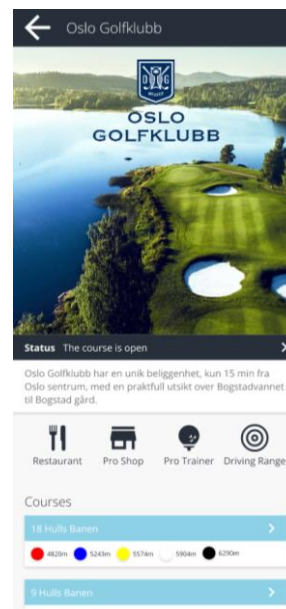 Oslo Golfklubb
OSLO
GOLFKLUBB
Status The course is open
Oslo Golfklubb har en unik beliggenhet, kun 15 min fra
Oslo sentrum, med en praktfull utsikt over Bogstadvannet
til Bogstad gård.
Restaurant Pro Shop Pro Trainer Driving Range
Courses
18 Hulls Banen
4820m 5243m 5574m 5904m 6290m
9 Hulls Banen